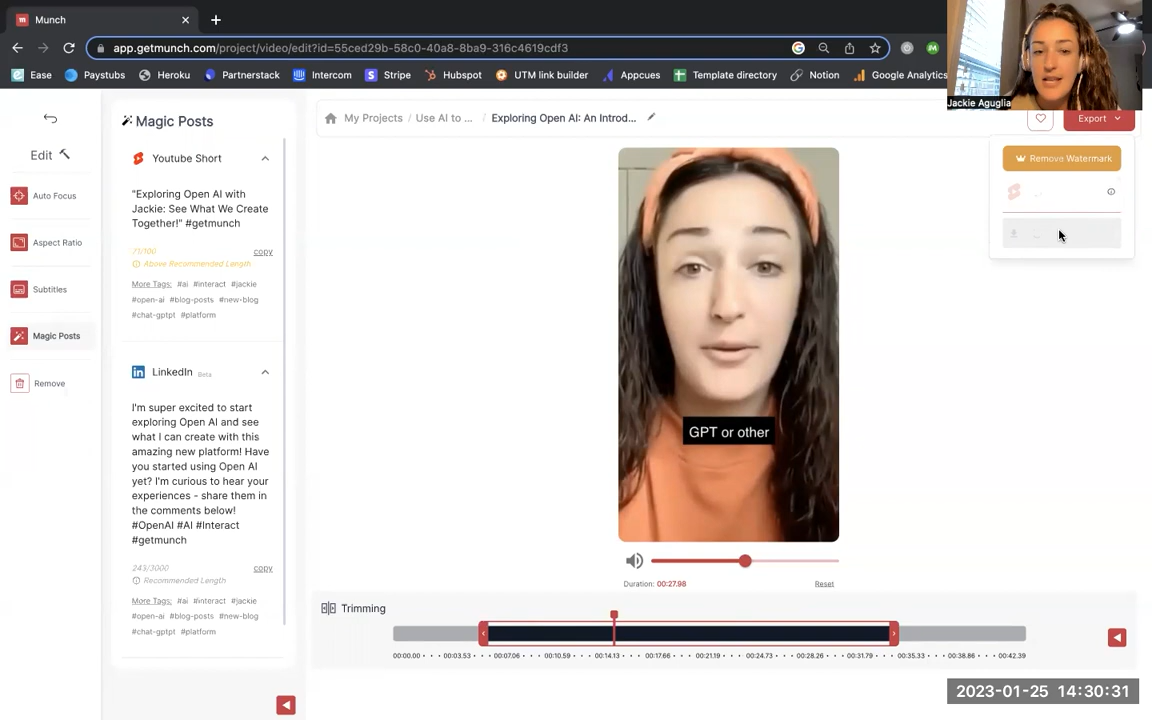 Munch
app.getmunch.com/project/video/edit?id=55ced29b-58c0-40a8-8ba9-316c4619cdf3
Ease
Paystubs
Heroku
Partnerstack
Intercom
Stripe
Hubspot
UTM link builder
Appcues
Template directory
Notion
Google Analytics
Jackie Aguglia
Edit
Auto Focus
Aspect Ratio
Subtitles
Magic Posts
Remove
Magic Posts
Youtube Short
"Exploring Open AI with
Jackie: See What We Create
Together!" #getmunch
71/100
copy
Above Recommended Length
More Tags: #ai #interact #jackie
#open-ai #blog-posts #new-blog
#chat-gptpt #platform
LinkedIn Beta
I'm super excited to start
exploring Open AI and see
what I can create with this
amazing new platform! Have
you started using Open AI
yet? I'm curious to hear your
experiences - share them in
the comments below!
#OpenAI #AI #Interact
#getmunch
243/3000
copy
Recommended Length
More Tags: #ai #interact #jackie
#open-ai #blog-posts #new-blog
#chat-gptpt #platform
My Projects / Use AI to ... / Exploring Open AI: An Introd...
Export
Remove Watermark
GPT or other
Duration: 00:27.98
Reset
Trimming
00:00.00 00:03.53 00:07.06 00:10.59 00:14.13 00:17.66 00:21.19 00:24.73 00:28.26 00:31.79 00:35.33 00:38.86 00:42.39
2023-01-25 14:30:31